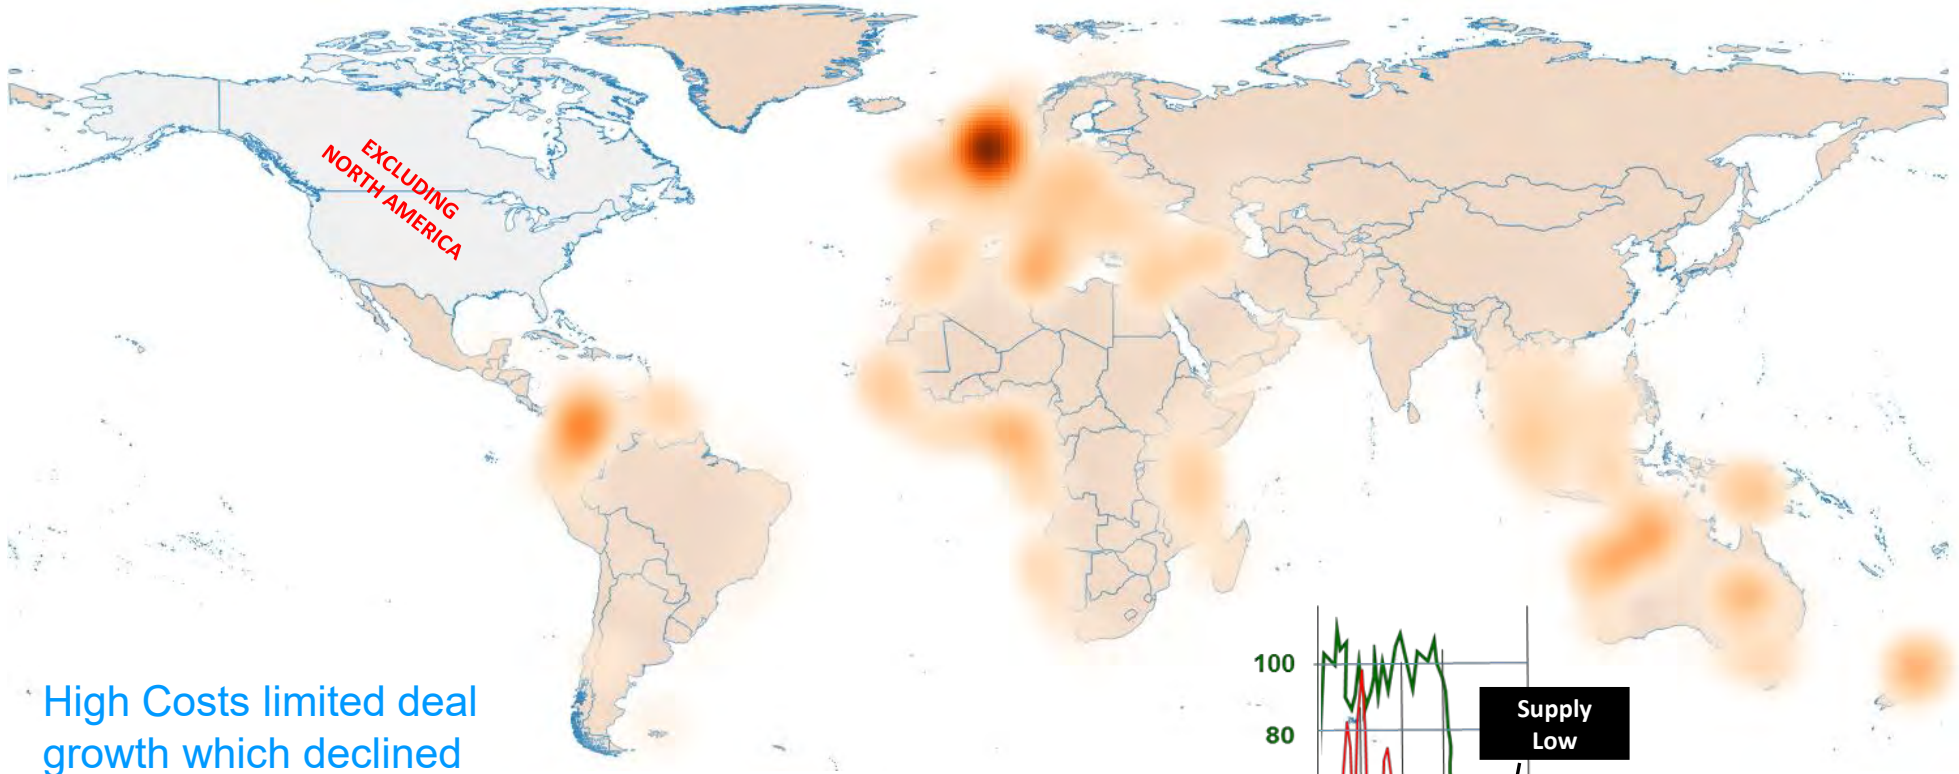 EXCLUDING
NORTH AMERICA
High Costs limited deal
growth which declined
100
80
Supply
Low